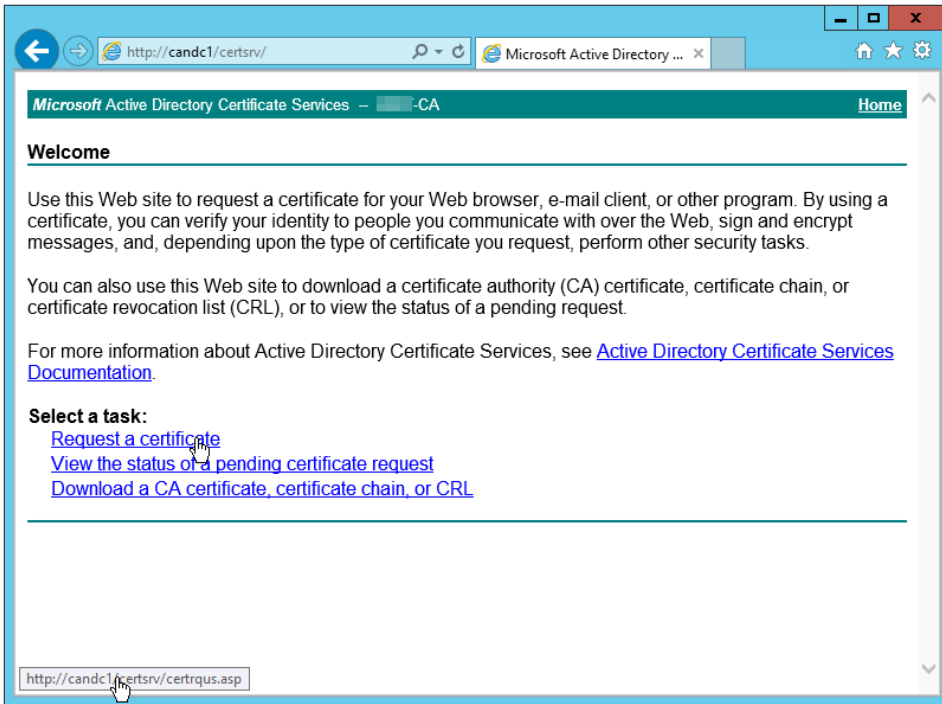 http://candc1/certsrv/
Microsoft Active Directory ...
Microsoft Active Directory Certificate Services -- -CA
Home
Welcome
Use this Web site to request a certificate for your Web browser, e-mail client, or other program. By using a
certificate, you can verify your identity to people you communicate with over the Web, sign and encrypt
messages, and, depending upon the type of certificate you request, perform other security tasks.
You can also use this Web site to download a certificate authority (CA) certificate, certificate chain, or
certificate revocation list (CRL), or to view the status of a pending request.
For more information about Active Directory Certificate Services, see Active Directory Certificate Services
Documentation.
Select a task:
Request a certificate
View the status of a pending certificate request
Download a CA certificate, certificate chain, or CRL
http://candc1/certsrv/certrqus.asp